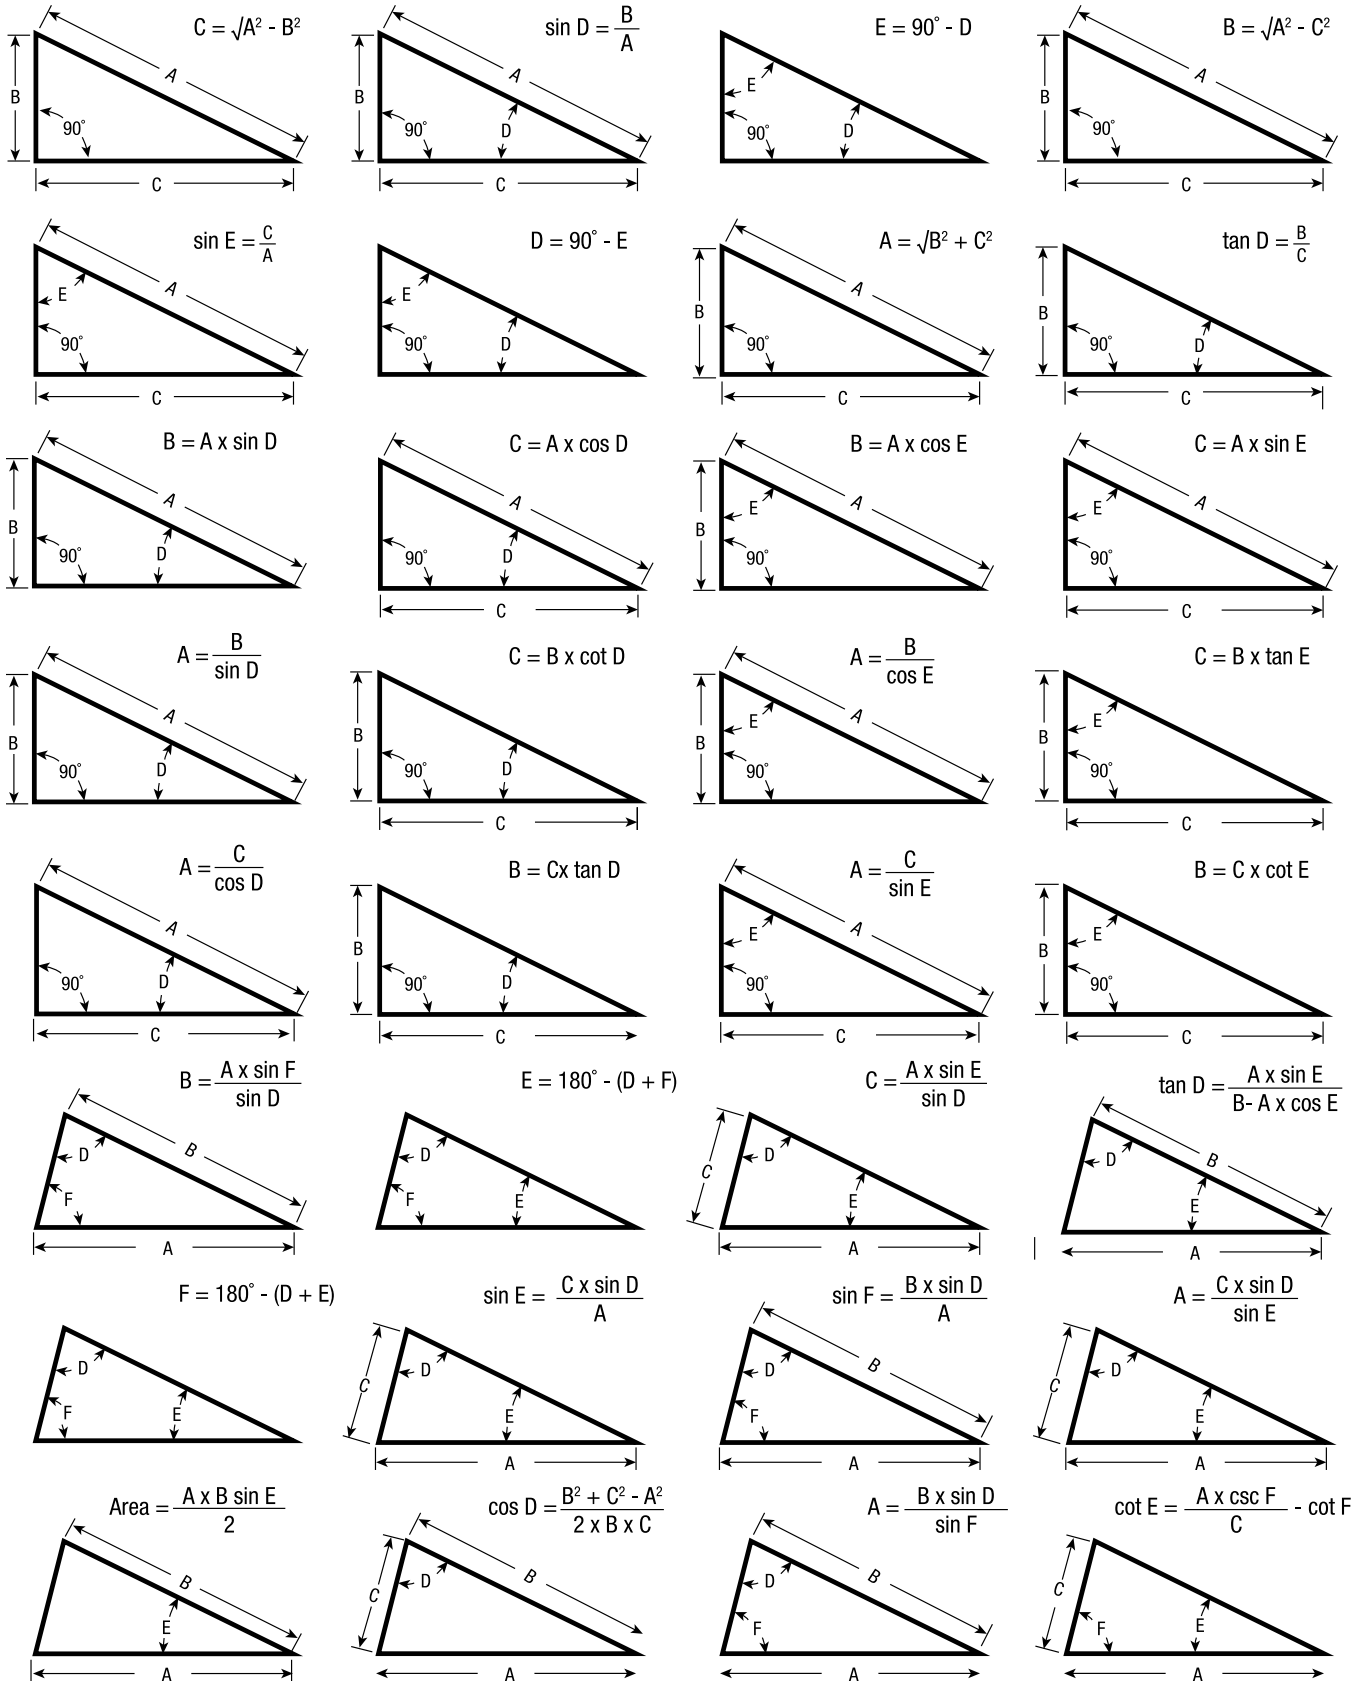 C = √A² - B²
A
B
90°
C
sin D = B/A
A
B
90°
D
C
E = 90° - D
E
90°
D
B = √A² - C²
A
B
90°
C
sin E = C/A
A
E
90°
C
D = 90° - E
E
90°
D
A = √B² + C²
A
B
90°
C
tan D = B/C
B
90°
D
C
B = A x sin D
A
B
90°
D
C = A x cos D
A
90°
D
C
B = A x cos E
A
E
B
90°
C = A x sin E
A
E
90°
C
A = B/sin D
A
B
90°
D
C = B x cot D
B
90°
D
C
A = B/cos E
A
E
B
90°
C = B x tan E
E
B
90°
C
A = C/cos D
A
90°
D
C
B = Cx tan D
B
90°
D
C
A = C/sin E
A
E
90°
C
B = C x cot E
E
B
90°
C
B = A x sin F/sin D
B
D
F
A
E = 180° - (D + F)
D
F
E
C = A x sin E/sin D
C
D
E
A
tan D = A x sin E/B- A x cos E
B
D
E
A
F = 180° - (D + E)
D
F
E
sin E = C x sin D/A
C
D
E
A
sin F = B x sin D/A
B
D
F
A
A = C x sin D/sin E
C
D
E
A
Area = A x B sin E/2
B
E
A
cos D = B² + C² - A²/2 x B x C
B
C
D
A
A = B x sin D/sin F
B
D
F
A
cot E = A x csc F/C - cot F
C
F
E
A